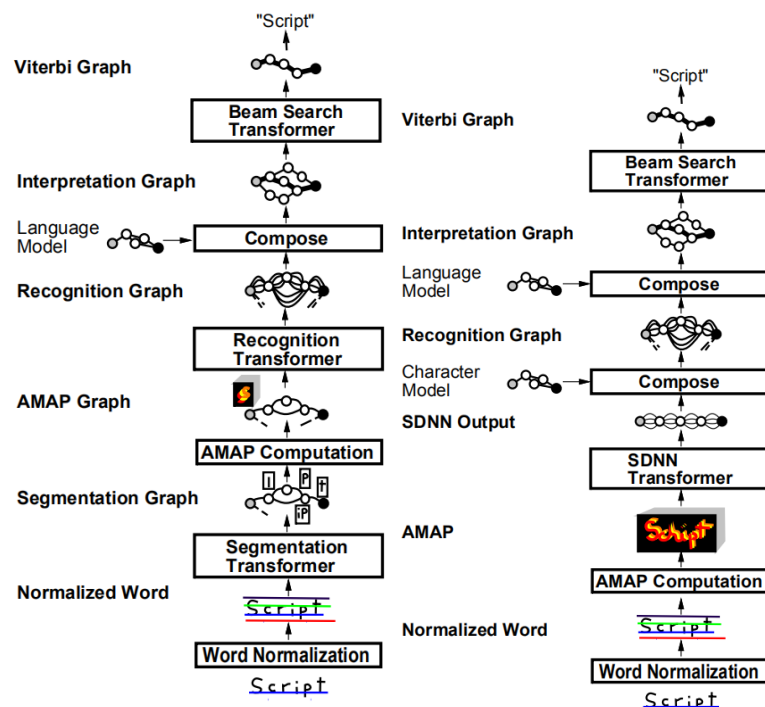 "Script"
Viterbi Graph
Beam Search
Transformer
Interpretation Graph
Language
Model
Compose
Recognition Graph
Recognition
Transformer
AMAP Graph
AMAP Computation
Segmentation Graph
Segmentation
Transformer
Normalized Word
Script
Word Normalization
Script
"Script"
Viterbi Graph
Beam Search
Transformer
Interpretation Graph
Language
Model
Compose
Recognition Graph
Character
Model
Compose
SDNN Output
SDNN
Transformer
AMAP
Script
AMAP Computation
Normalized Word
Script
Word Normalization
Script